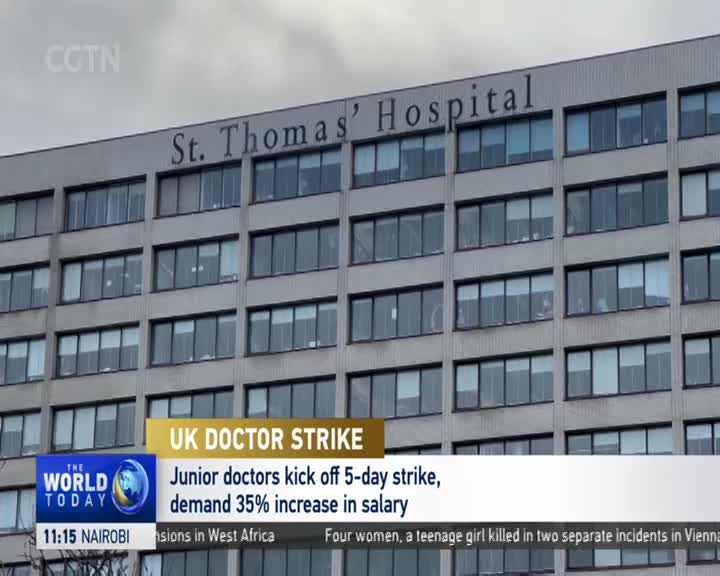 CGTN
St. Thomas' Hospital
UK DOCTOR STRIKE
Junior doctors kick off 5-day strike,
demand 35% increase in salary
THE
WORLD
TODAY
11:15 NAIROBI
in West Africa Four women, a teenage girl killed in two separate incidents in